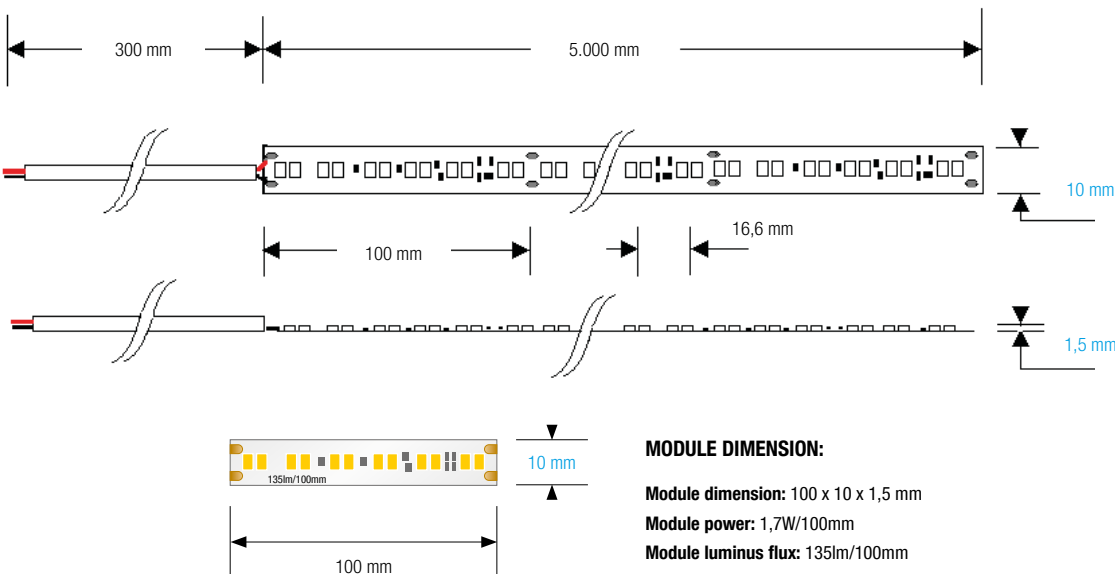 300 mm
5.000 mm
10 mm
100 mm
16,6 mm
1,5 mm
10 mm
135lm/100mm
100 mm
MODULE DIMENSION:
Module dimension: 100 x 10 x 1,5 mm
Module power: 1,7W/100mm
Module luminus flux: 135lm/100mm